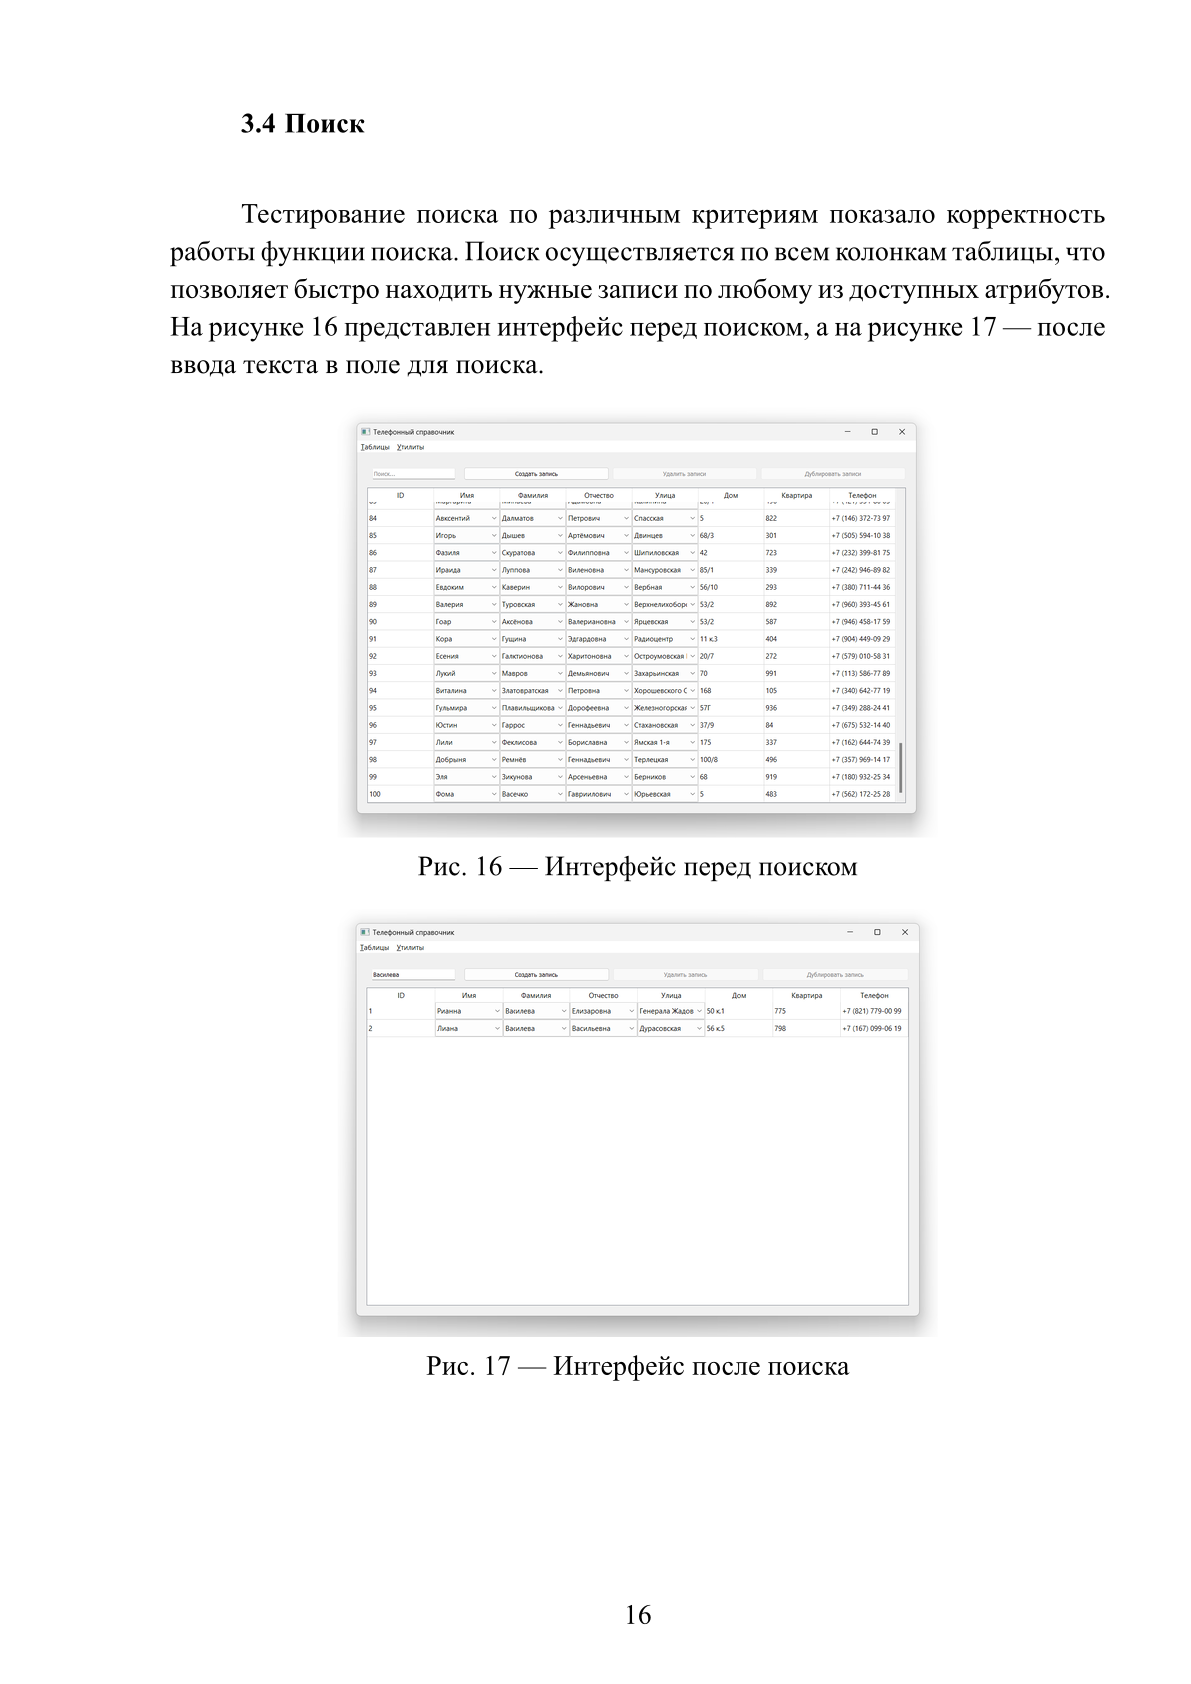 3.4 Поиск
Тестирование поиска по различным критериям показало корректность
работы функции поиска. Поиск осуществляется по всем колонкам таблицы, что
позволяет быстро находить нужные записи по любому из доступных атрибутов.
На рисунке 16 представлен интерфейс перед поиском, а на рисунке 17 — после
ввода текста в поле для поиска.
Телефонный справочник
Таблицы Утилиты
Поиск... Создать запись Удалить записи Дублировать записи
ID Имя Фамилия Отчество Улица Дом Квартира Телефон
84 Авксентий Далматов Петрович Спасская 5 822 +7 (146) 372-73 97
85 Игорь Дышев Артёмович Двинцев 68/3 301 +7 (505) 594-10 38
86 Фазиля Скуратова Филипповна Шипиловская 42 723 +7 (232) 399-81 75
87 Ираида Луппова Виленовна Мансуровская 85/1 339 +7 (242) 946-89 82
88 Евдоким Каверин Вилорович Вербная 56/10 293 +7 (380) 711-44 36
89 Валерия Туровская Жановна Верхнелихоборс 53/2 892 +7 (960) 393-45 61
90 Гоар Аксёнова Валериановна Ярцевская 53/2 587 +7 (946) 458-17 59
91 Кора Гущина Эдгардовна Радиоцентр 11 к.3 404 +7 (904) 449-09 29
92 Есения Галктионова Харитоновна Остроумовская 20/7 272 +7 (579) 010-58 31
93 Лукий Мавров Демьянович Захарьинская 70 991 +7 (113) 586-77 89
94 Виталина Златовратская Петровна Хорошевского С 168 105 +7 (340) 642-77 19
95 Гульмира Плавильщикова Дорофеевна Железногорская 57Г 936 +7 (349) 288-24 41
96 Юстин Гаррос Геннадьевич Стахановская 37/9 84 +7 (675) 532-14 40
97 Лили Феклисова Бориславна Ямская 1-я 175 337 +7 (162) 644-74 39
98 Добрыня Ремнёв Геннадьевич Терлецкая 100/8 496 +7 (357) 969-14 17
99 Эля Зикунова Арсеньевна Берников 68 919 +7 (180) 932-25 34
100 Фома Васечко Гавриилович Юрьевская 5 483 +7 (562) 172-25 28
Рис. 16 — Интерфейс перед поиском
Телефонный справочник
Таблицы Утилиты
Василева Создать запись Удалить запись Дублировать запись
ID Имя Фамилия Отчество Улица Дом Квартира Телефон
1 Рианна Василева Елизаровна Генерала Жадов 50 к.1 775 +7 (821) 779-00 99
2 Лиана Василева Васильевна Дурасовская 56 к.5 798 +7 (167) 099-06 19
Рис. 17 — Интерфейс после поиска
16